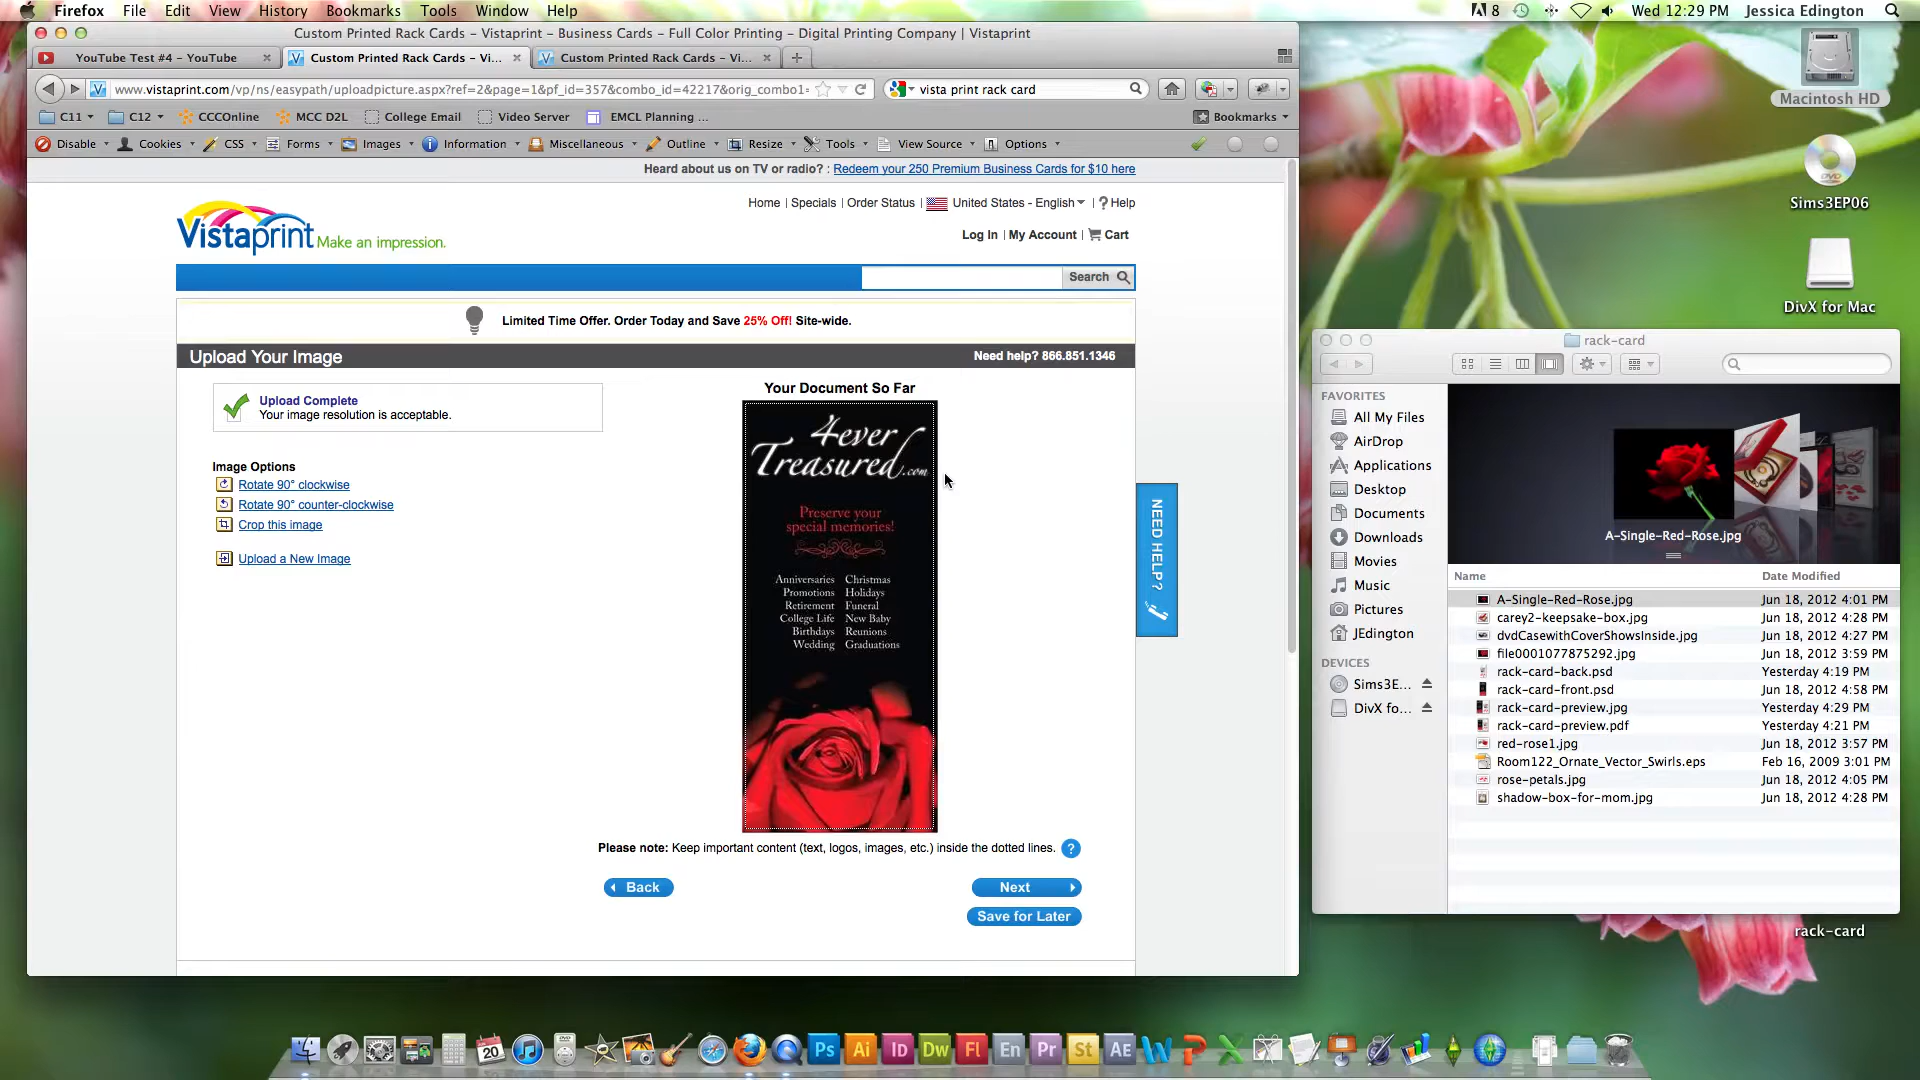 Firefox File Edit View History Bookmarks Tools Window Help
8 Wed 12:29 PM Jessica Edington
Custom Printed Rack Cards – Vistaprint – Business Cards – Full Color Printing – Digital Printing Company | Vistaprint
YouTube Test #4 – YouTube
Custom Printed Rack Cards – Vi...
Custom Printed Rack Cards – Vi...
www.vistaprint.com/vp/ns/easypath/uploadpicture.aspx?ref=2&page=1&pf_id=357&combo_id=42217&orig_combo1=
vista print rack card
C11 C12 CCCOnline MCC D2L College Email Video Server EMCL Planning ... Bookmarks
Disable Cookies CSS Forms Images Information Miscellaneous Outline Resize Tools View Source Options
Heard about us on TV or radio? : Redeem your 250 Premium Business Cards for $10 here
Home | Specials | Order Status | United States - English | ? Help
Log In | My Account | Cart
Vistaprint Make an impression.
Search
Limited Time Offer. Order Today and Save 25% Off! Site-wide.
Upload Your Image
Need help? 866.851.1346
Upload Complete
Your image resolution is acceptable.
Image Options
Rotate 90° clockwise
Rotate 90° counter-clockwise
Crop this image
Upload a New Image
Your Document So Far
4ever
Treasured.com
Preserve your
special memories!
Anniversaries Christmas
Promotions Holidays
Retirement Funeral
College Life New Baby
Birthdays Reunions
Wedding Graduations
Please note: Keep important content (text, logos, images, etc.) inside the dotted lines. ?
Back
Next
Save for Later
NEED HELP?
Macintosh HD
Sims3EP06
DivX for Mac
rack-card
FAVORITES
All My Files
AirDrop
Applications
Desktop
Documents
Downloads
Movies
Music
Pictures
JEdington
DEVICES
Sims3E...
DivX fo...
A-Single-Red-Rose.jpg
Name Date Modified
A-Single-Red-Rose.jpg Jun 18, 2012 4:01 PM
carey2-keepsake-box.jpg Jun 18, 2012 4:28 PM
dvdCasewithCoverShowsInside.jpg Jun 18, 2012 4:27 PM
file0001077875292.jpg Jun 18, 2012 3:59 PM
rack-card-back.psd Yesterday 4:19 PM
rack-card-front.psd Jun 18, 2012 4:58 PM
rack-card-preview.jpg Yesterday 4:29 PM
rack-card-preview.pdf Yesterday 4:21 PM
red-rose1.jpg Jun 18, 2012 3:57 PM
Room122_Ornate_Vector_Swirls.eps Feb 16, 2009 3:01 PM
rose-petals.jpg Jun 18, 2012 4:05 PM
shadow-box-for-mom.jpg Jun 18, 2012 4:28 PM
rack-card
20 Ps Ai Id Dw Fl En Pr St AE